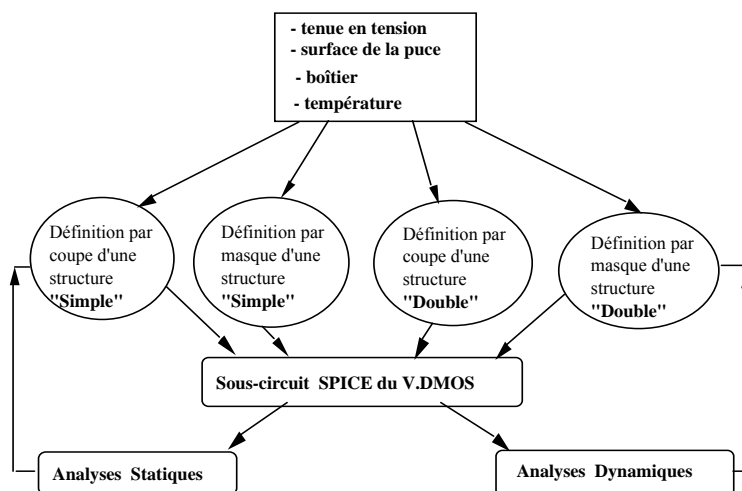 - tenue en tension
- surface de la puce
- boîtier
- température
Définition par
coupe d'une
structure
"Simple"
Définition par
masque d'une
structure
"Simple"
Définition par
coupe d'une
structure
"Double"
Définition par
masque d'une
structure
"Double"
Sous-circuit SPICE du V.DMOS
Analyses Statiques
Analyses Dynamiques